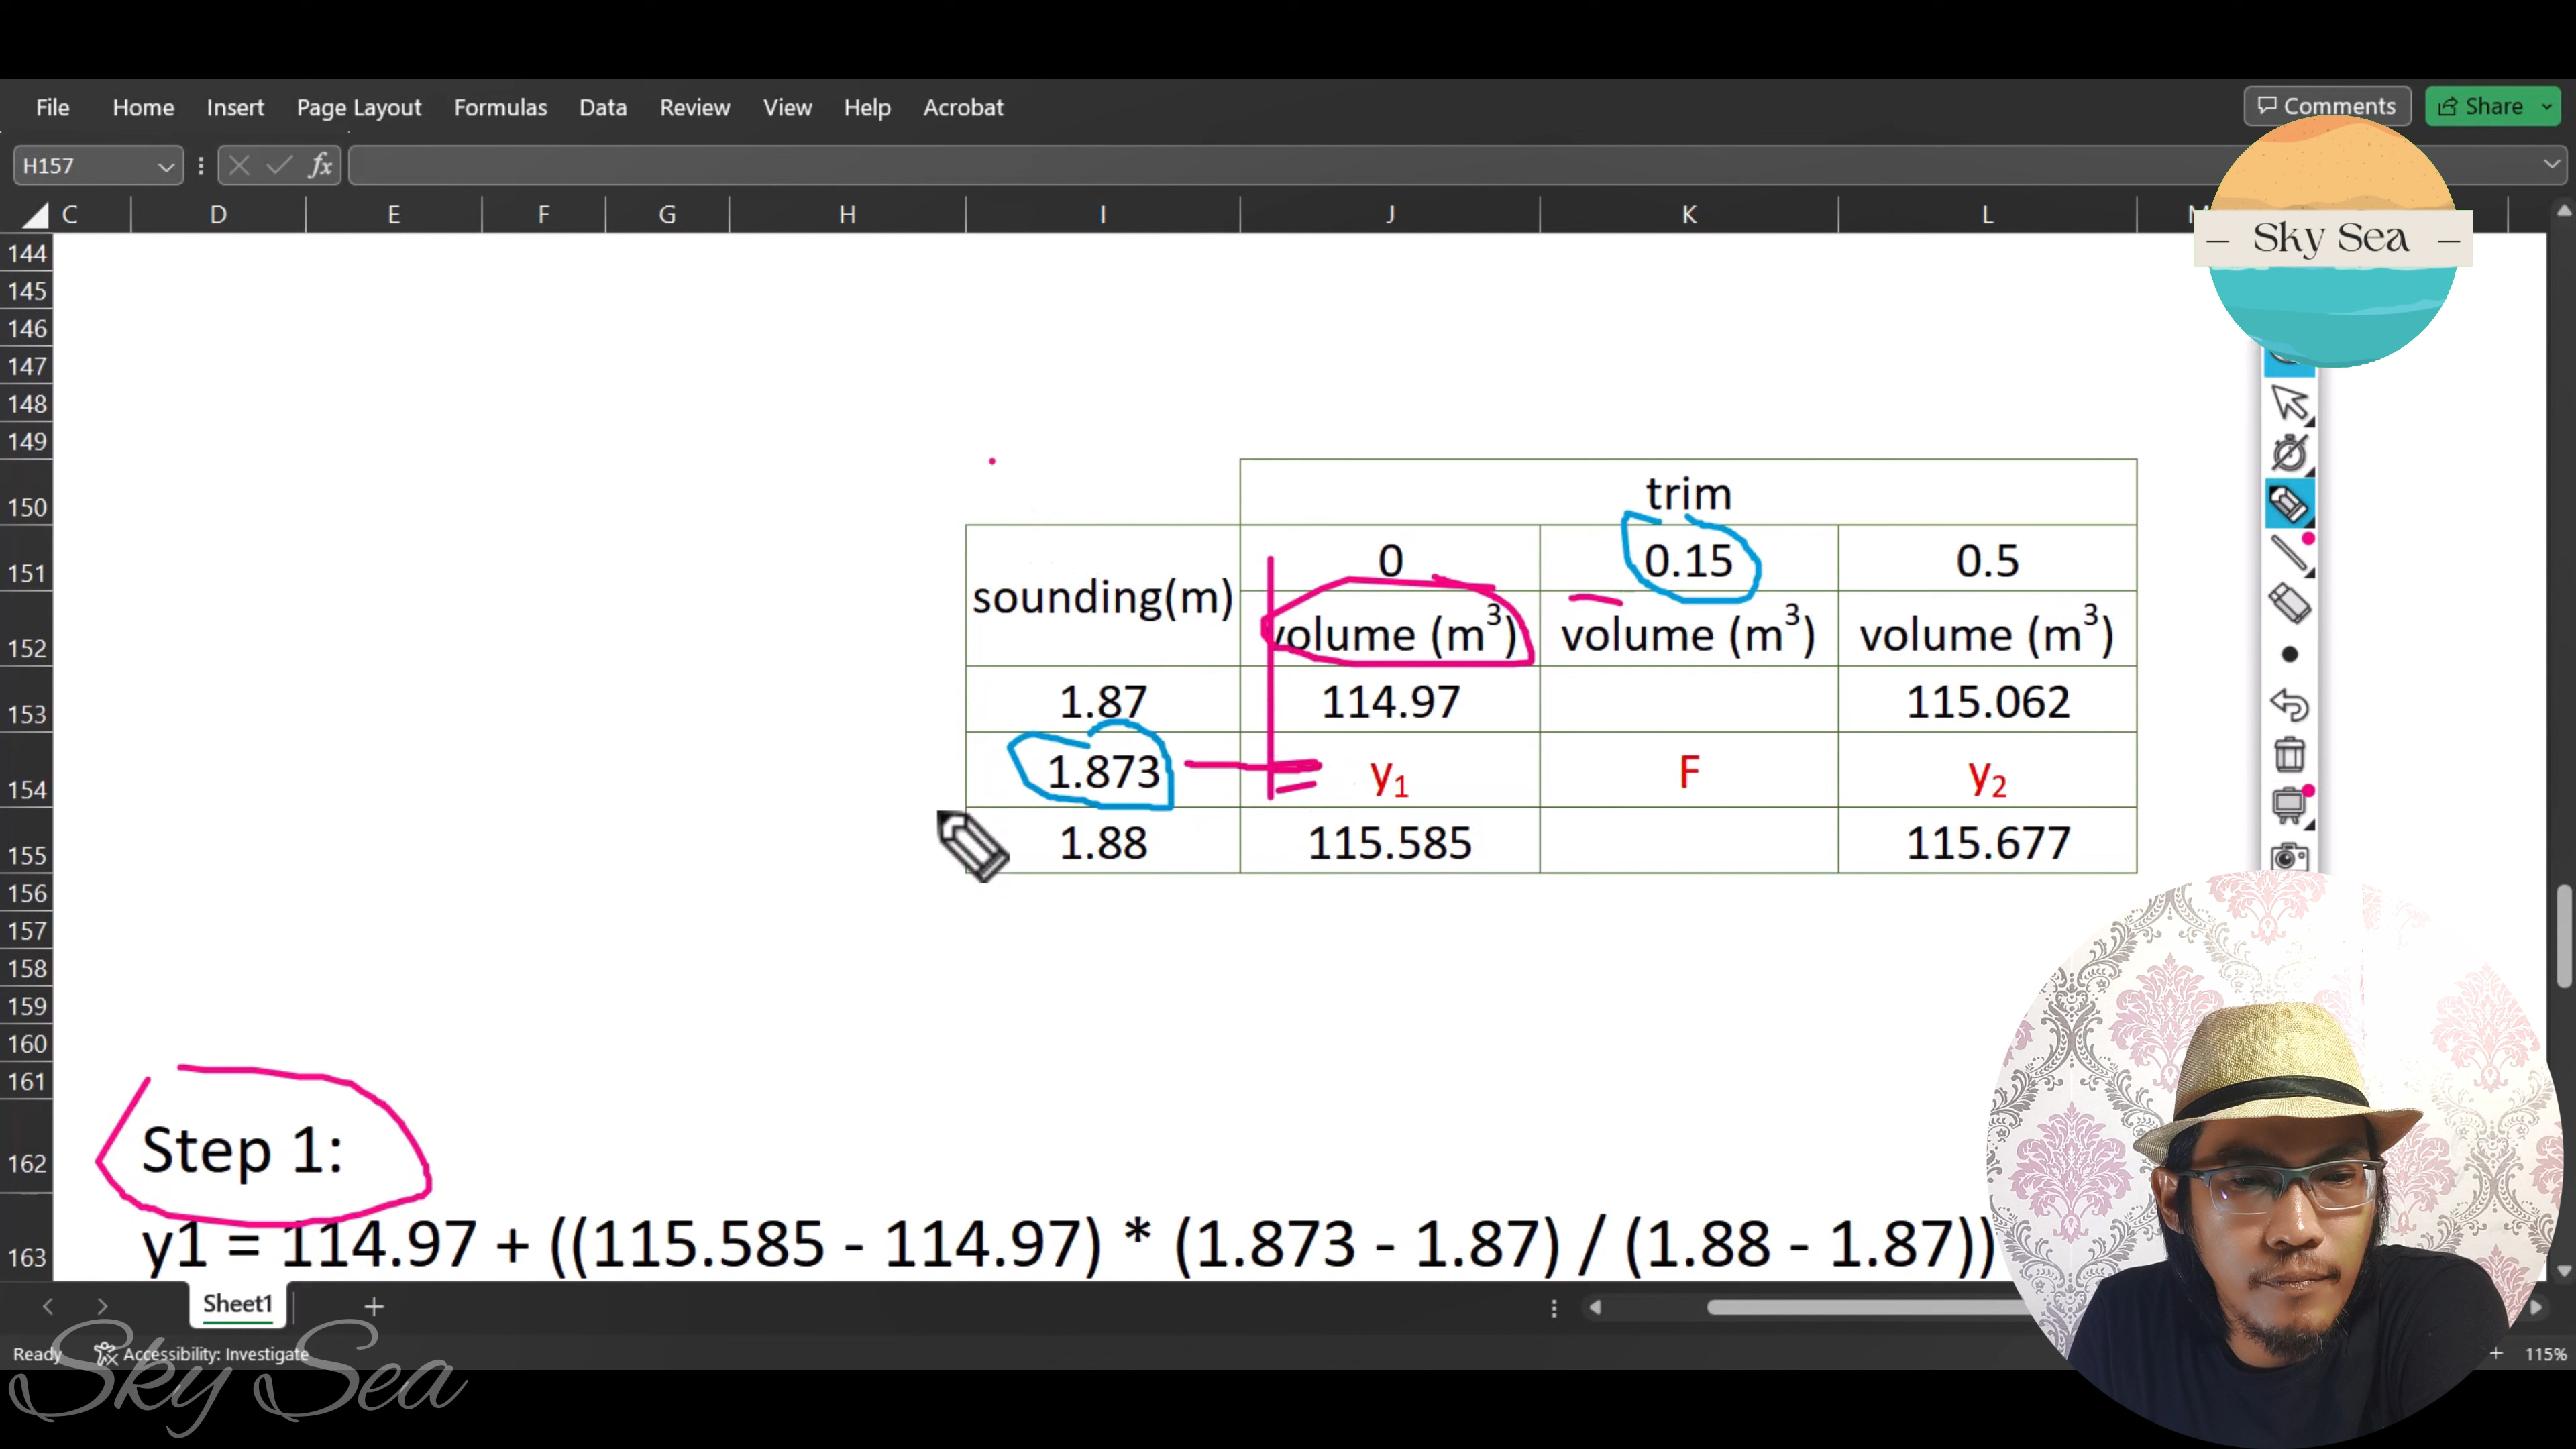 File Home Insert Page Layout Formulas Data Review View Help Acrobat Comments Share
H157 fx
C D E F G H I J K L
Sky Sea
144
145
146
147
148
149
150 trim
151 0 0.15 0.5
sounding(m)
152 volume (m³) volume (m³) volume (m³)
153 1.87 114.97 115.062
154 1.873 y₁ F y₂
155 1.88 115.585 115.677
156
157
158
159
160
161
162 Step 1:
163 y1 = 114.97 + ((115.585 - 114.97) * (1.873 - 1.87) / (1.88 - 1.87))
Sheet1
Ready Accessibility: Investigate 115%
Sky Sea